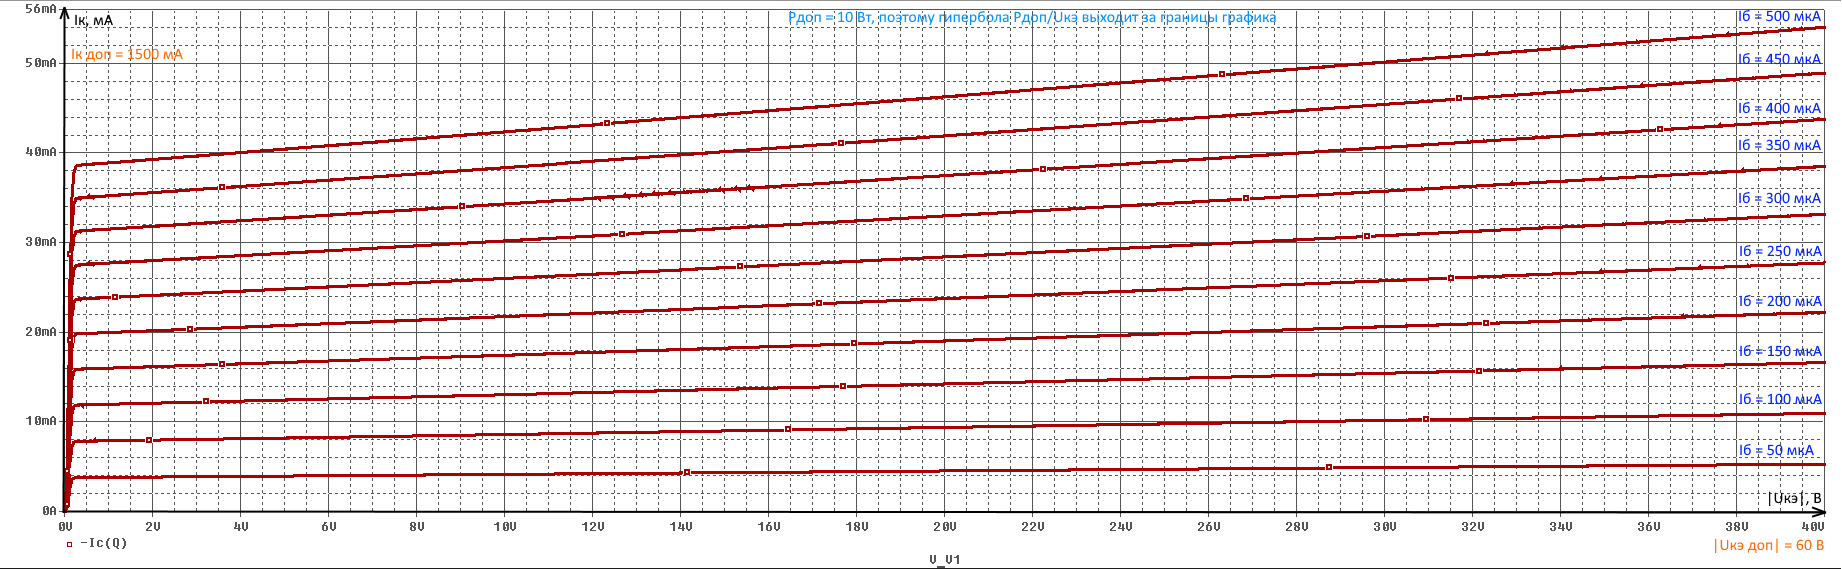 56mA
Iк, мА
Pдоп = 10 Вт, поэтому гипербола Pдоп/Uкэ выходит за границы графика
Iб = 500 мкА
Iк доп = 1500 мА
50mA
Iб = 450 мкА
Iб = 400 мкА
40mA
Iб = 350 мкА
Iб = 300 мкА
30mA
Iб = 250 мкА
Iб = 200 мкА
20mA
Iб = 150 мкА
Iб = 100 мкА
10mA
Iб = 50 мкА
|Uкэ|, В
0A
0V 2V 4V 6V 8V 10V 12V 14V 16V 18V 20V 22V 24V 26V 28V 30V 32V 34V 36V 38V 40V
-Ic(Q)
|Uкэ доп| = 60 В
V_V1